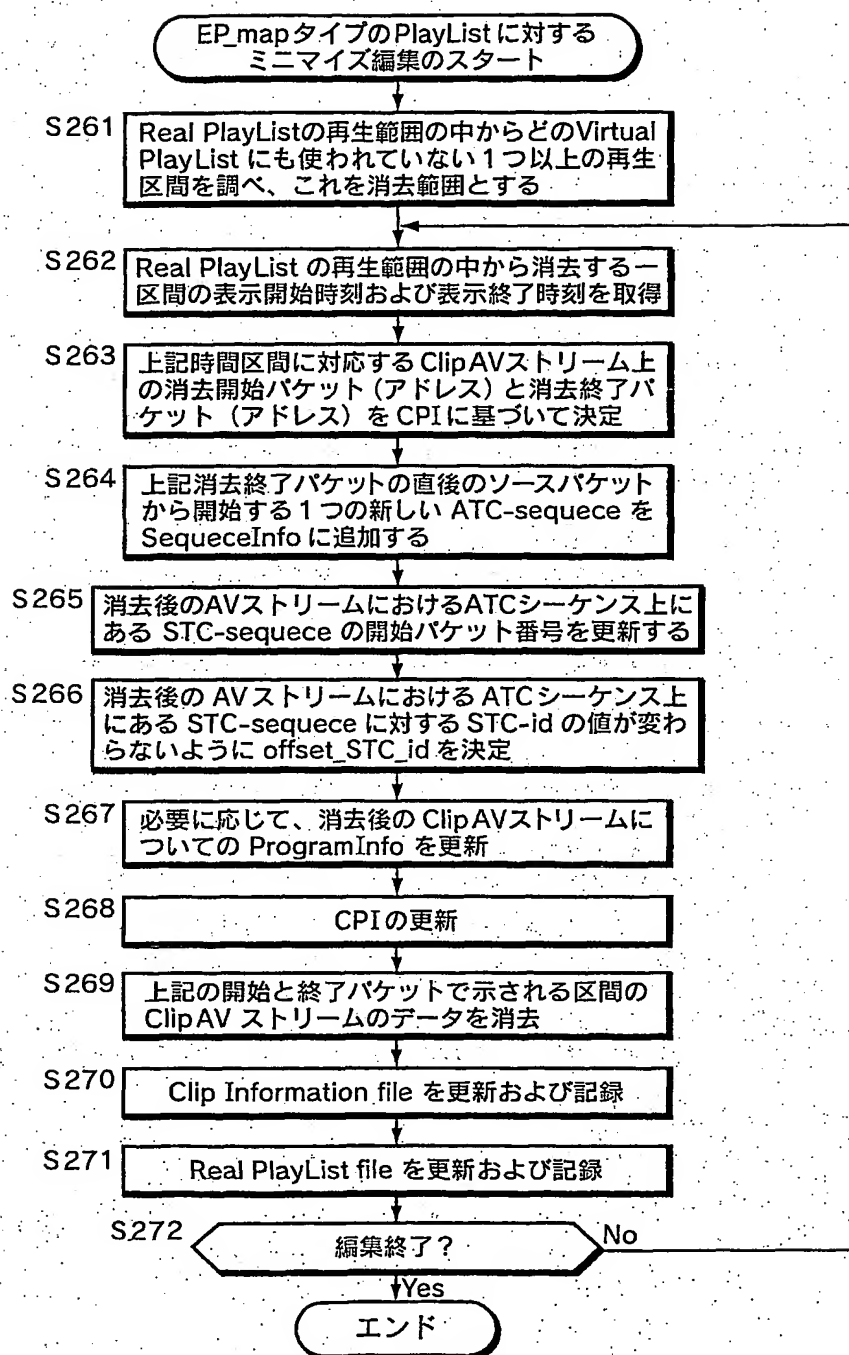 EP_mapタイプのPlayListに対する
ミニマイズ編集のスタート
S261
Real PlayListの再生範囲の中からどのVirtual
PlayList にも使われていない1つ以上の再生
区間を調べ、これを消去範囲とする
S262
Real PlayList の再生範囲の中から消去する一
区間の表示開始時刻および表示終了時刻を取得
S263
上記時間区間に対応するClipAVストリーム上
の消去開始パケット(アドレス)と消去終了パ
ケット(アドレス)をCPIに基づいて決定
S264
上記消去終了パケットの直後のソースパケット
から開始する1つの新しい ATC-sequece を
SequeceInfo に追加する
S265
消去後のAVストリームにおけるATCシーケンス上に
ある STC-sequece の開始パケット番号を更新する
S266
消去後の AVストリームにおける ATCシーケンス上
にある STC-sequece に対する STC-id の値が変わ
らないように offset_STC_id を決定
S267
必要に応じて、消去後の ClipAVストリームに
ついての ProgramInfo を更新
S268
CPIの更新
S269
上記の開始と終了パケットで示される区間の
ClipAV ストリームのデータを消去
S270
Clip Information file を更新および記録
S271
Real PlayList file を更新および記録
S272
編集終了?
No
Yes
エンド